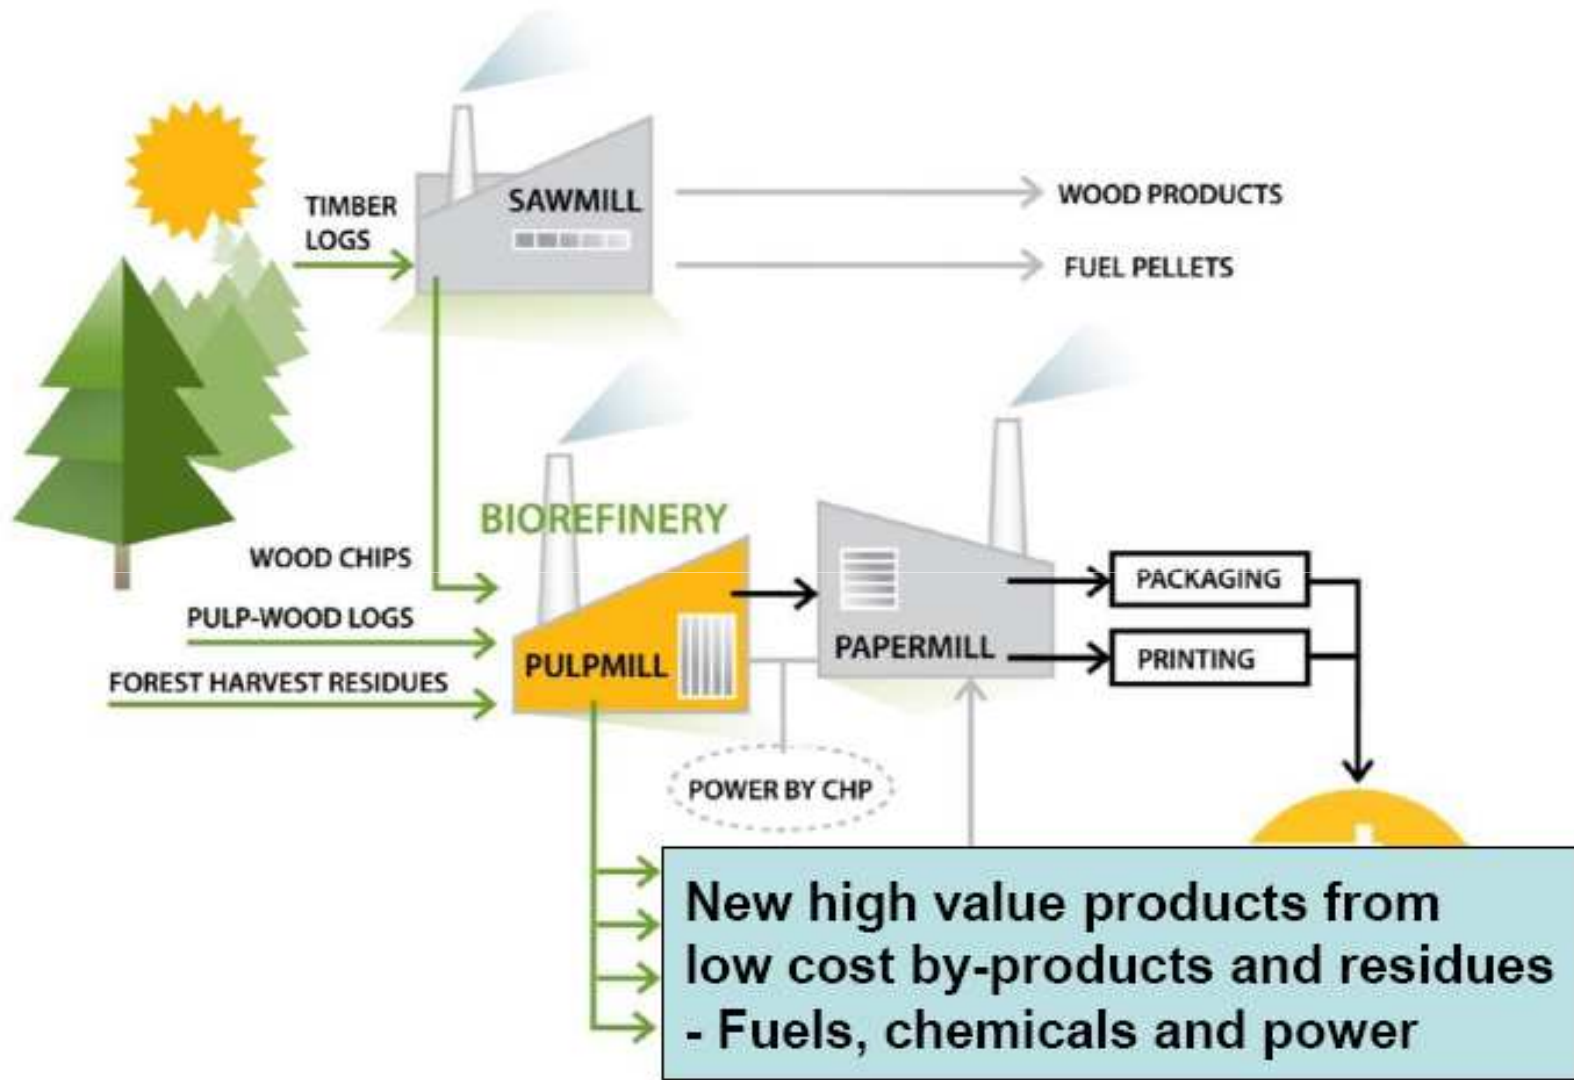 TIMBER
LOGS
SAWMILL
WOOD PRODUCTS
FUEL PELLETS
BIOREFINERY
WOOD CHIPS
PULP-WOOD LOGS
FOREST HARVEST RESIDUES
PULPMILL
PAPERMILL
PACKAGING
PRINTING
POWER BY CHP
New high value products from
low cost by-products and residues
- Fuels, chemicals and power